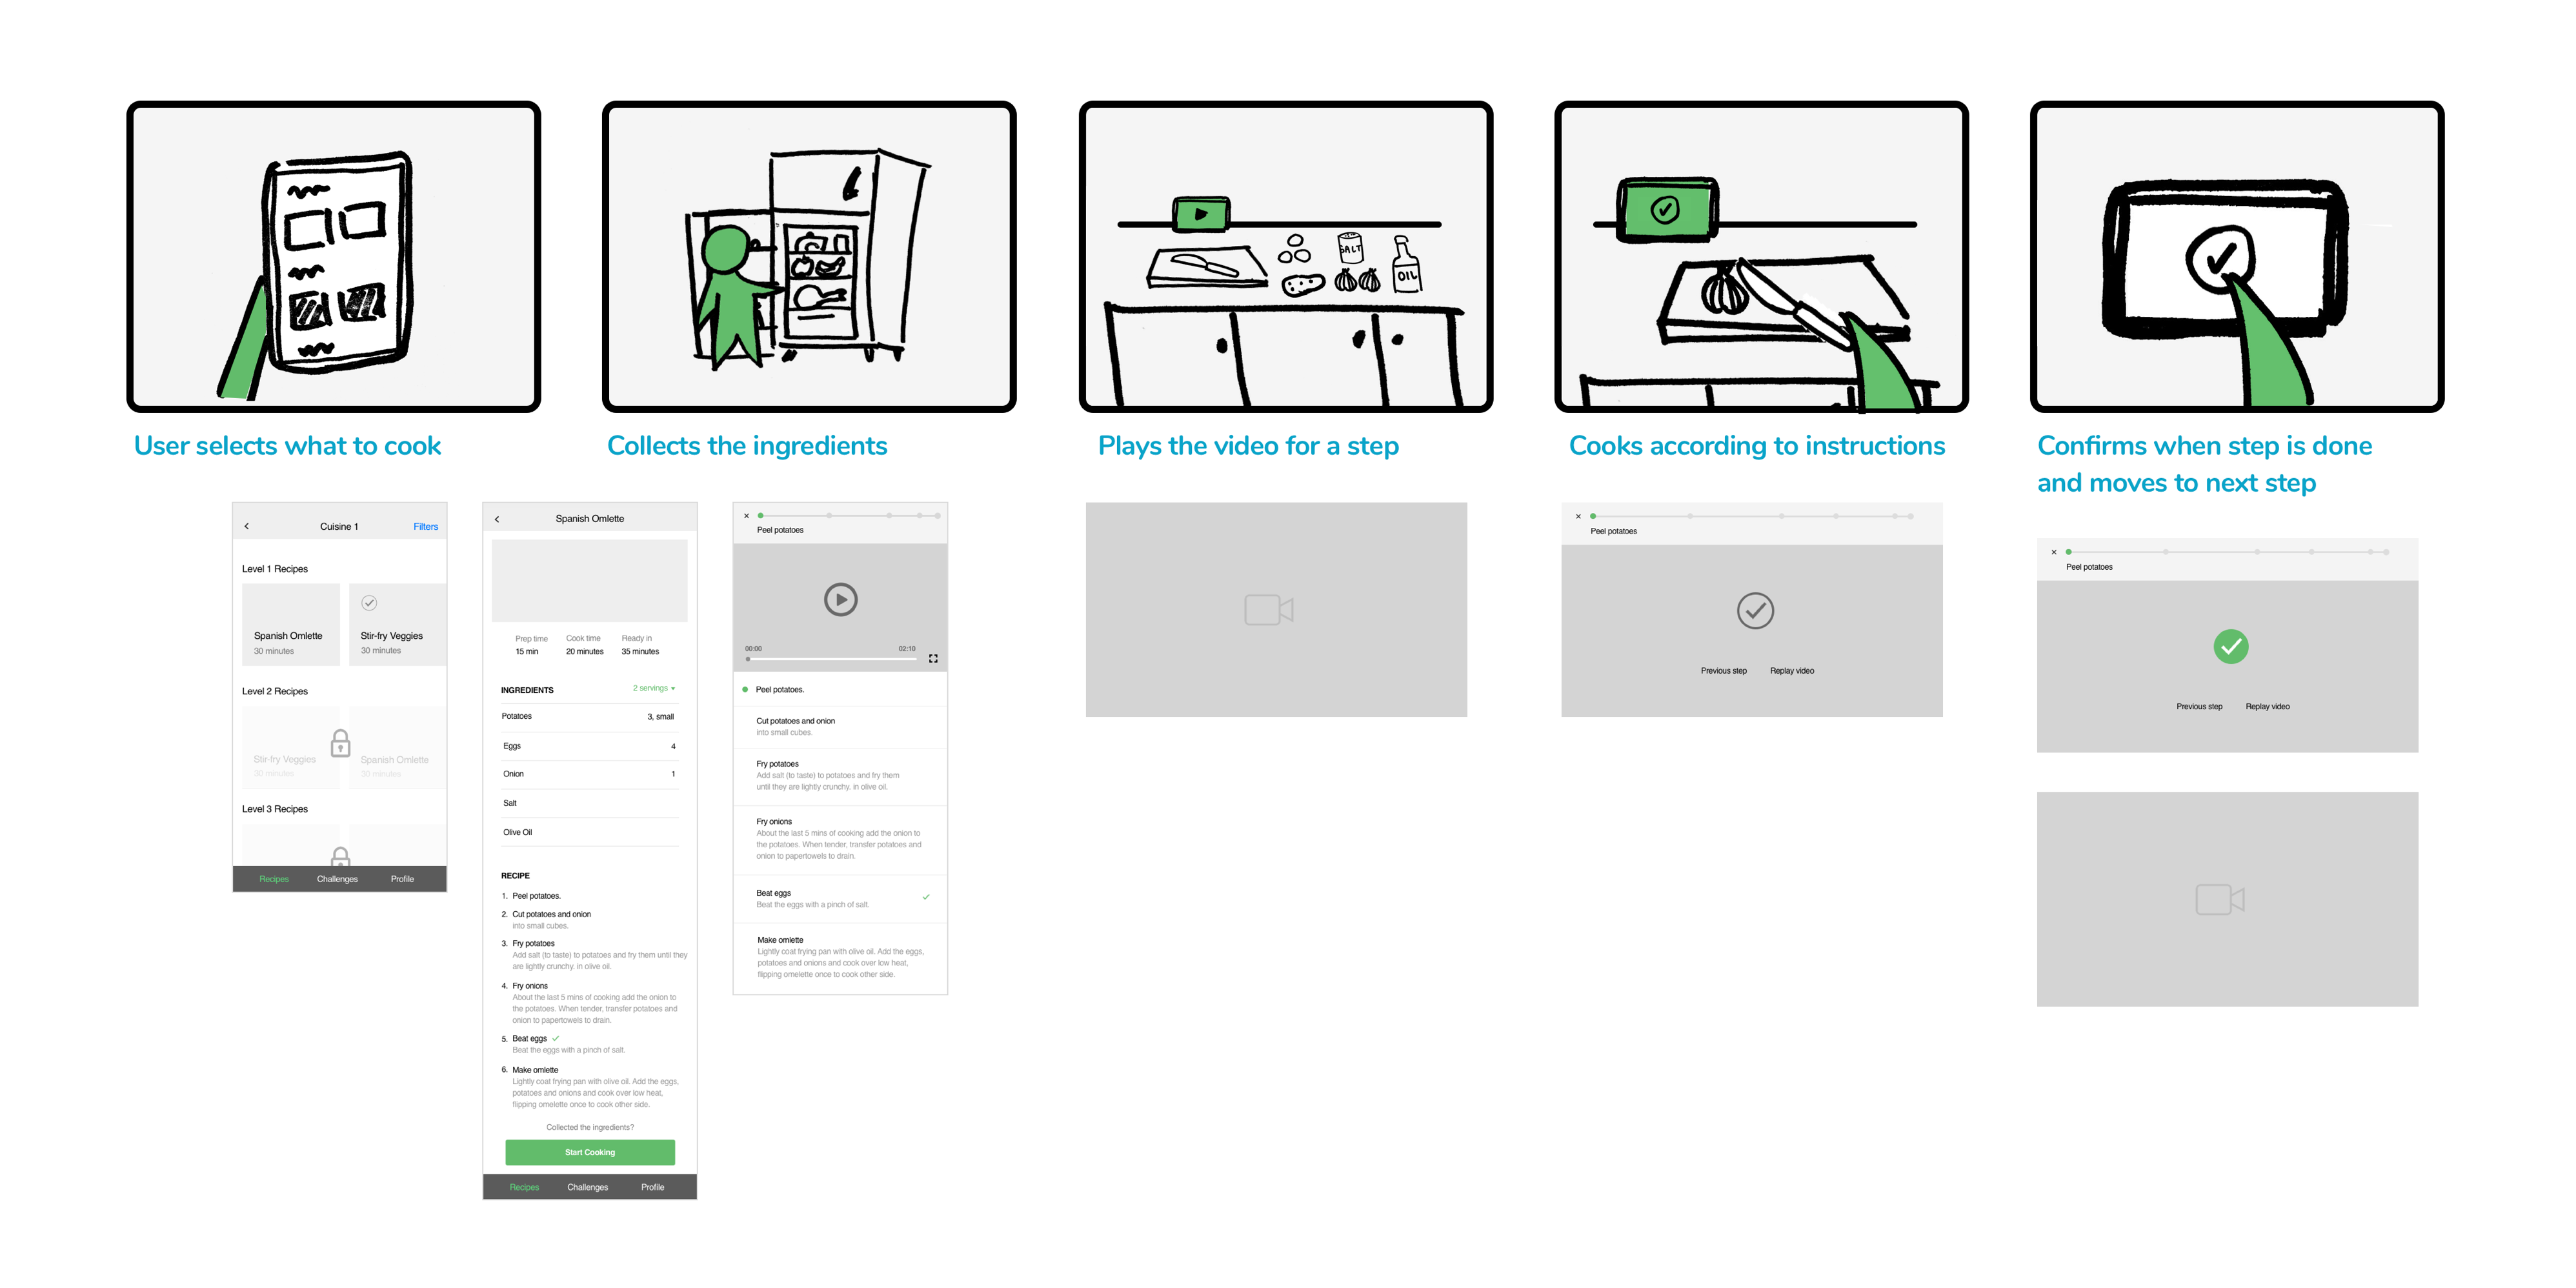 SALT
OIL
User selects what to cook
Collects the ingredients
Plays the video for a step
Cooks according to instructions
Confirms when step is done
and moves to next step
Cuisine 1
Filters
Level 1 Recipes
Spanish Omlette
30 minutes
Stir-fry Veggies
30 minutes
Level 2 Recipes
Stir-fry Veggies
30 minutes
Spanish Omlette
30 minutes
Level 3 Recipes
Recipes
Challenges
Profile
Spanish Omlette
Prep time
15 min
Cook time
20 minutes
Ready in
35 minutes
INGREDIENTS
2 servings
Potatoes
3, small
Eggs
4
Onion
1
Salt
Olive Oil
RECIPE
1. Peel potatoes.
2. Cut potatoes and onion
into small cubes.
3. Fry potatoes
Add salt (to taste) to potatoes and fry them until they
are lightly crunchy. in olive oil.
4. Fry onions
About the last 5 mins of cooking add the onion to
the potatoes. When tender, transfer potatoes and
onion to papertowels to drain.
5. Beat eggs
Beat the eggs with a pinch of salt.
6. Make omlette
Lightly coat frying pan with olive oil. Add the eggs,
potatoes and onions and cook over low heat,
flipping omelette once to cook other side.
Collected the ingredients?
Start Cooking
Recipes
Challenges
Profile
Peel potatoes
00:00
02:10
Peel potatoes.
Cut potatoes and onion
into small cubes.
Fry potatoes
Add salt (to taste) to potatoes and fry them
until they are lightly crunchy. in olive oil.
Fry onions
About the last 5 mins of cooking add the onion to
the potatoes. When tender, transfer potatoes and
onion to papertowels to drain.
Beat eggs
Beat the eggs with a pinch of salt.
Make omlette
Lightly coat frying pan with olive oil. Add the eggs,
potatoes and onions and cook over low heat,
flipping omelette once to cook other side.
Peel potatoes
Previous step
Replay video
Peel potatoes
Previous step
Replay video